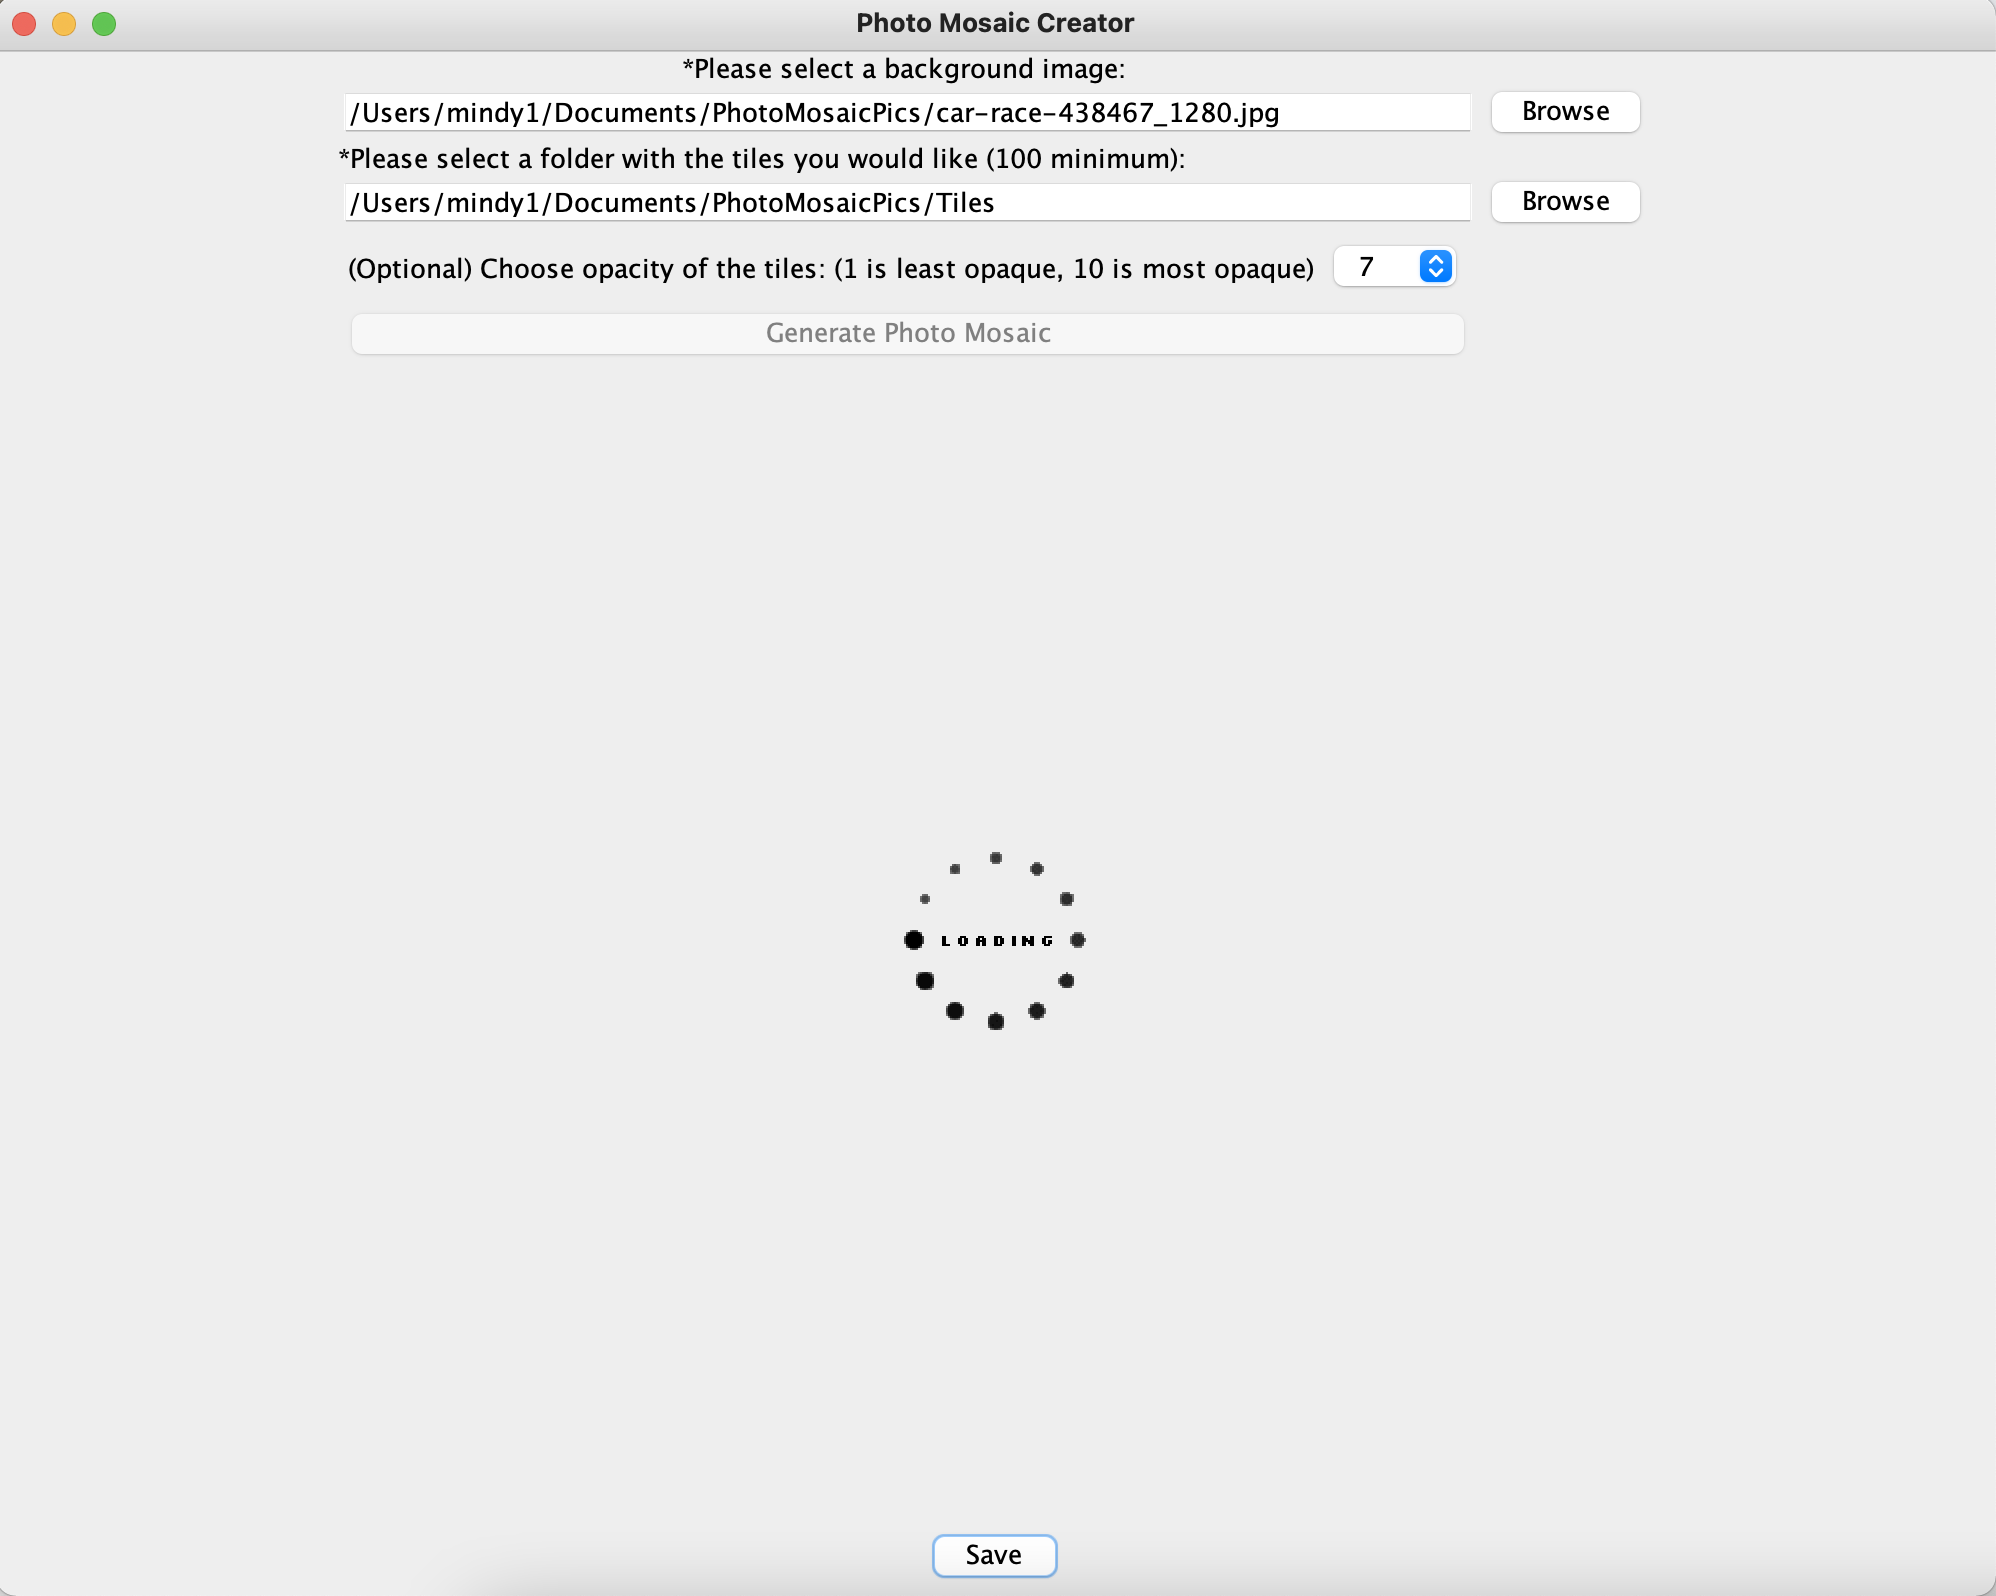 Photo Mosaic Creator
*Please select a background image:
/Users/mindy1/Documents/PhotoMosaicPics/car-race-438467_1280.jpg
Browse
*Please select a folder with the tiles you would like (100 minimum):
/Users/mindy1/Documents/PhotoMosaicPics/Tiles
Browse
(Optional) Choose opacity of the tiles: (1 is least opaque, 10 is most opaque)
7
Generate Photo Mosaic
LOADING
Save